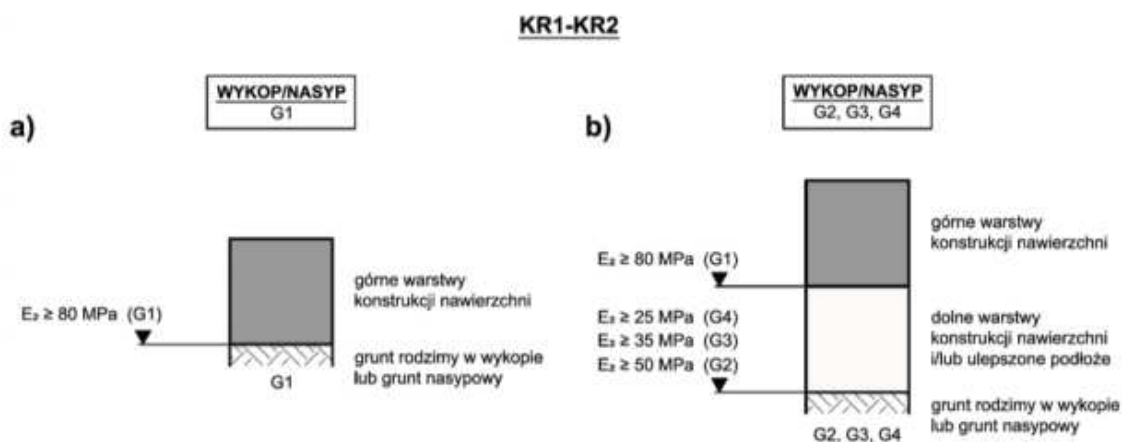 KR1-KR2
WYKOP/NASYP
G1
a)
górne warstwy
konstrukcji nawierzchni
E₂ ≥ 80 MPa (G1)
grunt rodzimy w wykopie
lub grunt nasypowy
G1
WYKOP/NASYP
G2, G3, G4
b)
górne warstwy
konstrukcji nawierzchni
E₂ ≥ 80 MPa (G1)
E₂ ≥ 25 MPa (G4)
E₂ ≥ 35 MPa (G3)
E₂ ≥ 50 MPa (G2)
dolne warstwy
konstrukcji nawierzchni
i/lub ulepszone podłoże
grunt rodzimy w wykopie
lub grunt nasypowy
G2, G3, G4